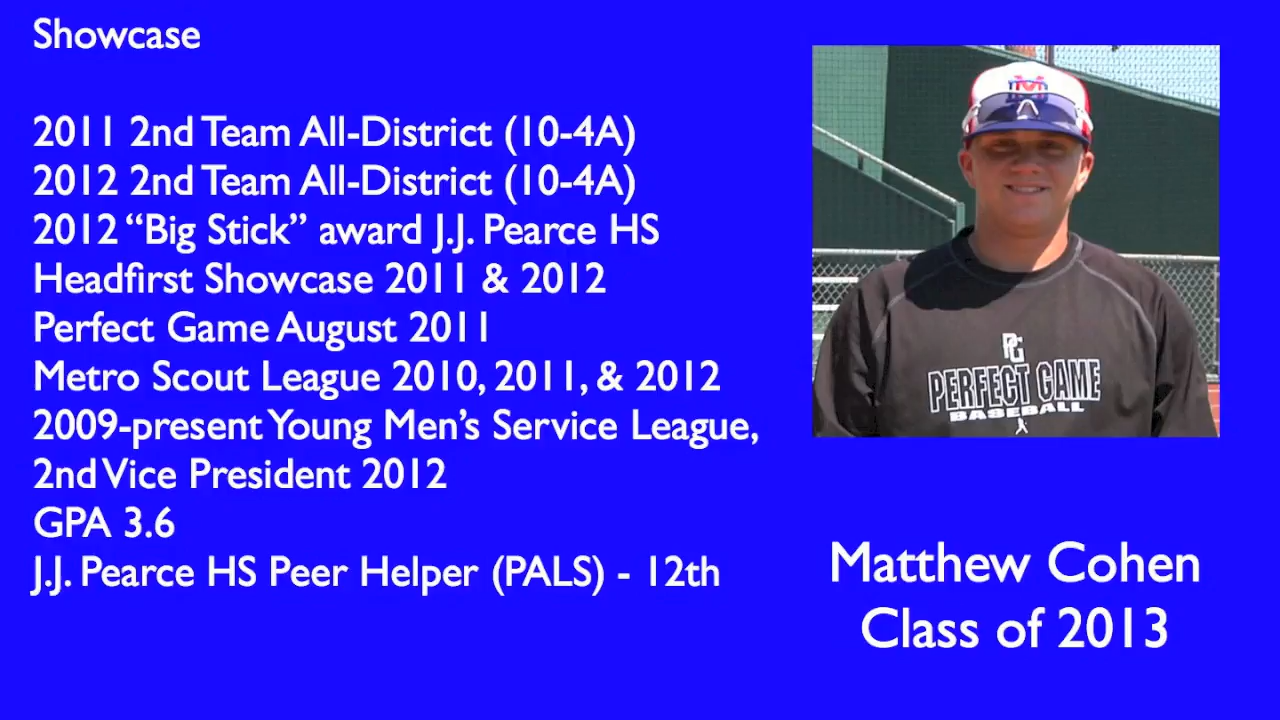 Showcase
2011 2nd Team All-District (10-4A)
2012 2nd Team All-District (10-4A)
2012 “Big Stick” award J.J. Pearce HS
Headfirst Showcase 2011 & 2012
Perfect Game August 2011
Metro Scout League 2010, 2011, & 2012
2009-present Young Men’s Service League,
2nd Vice President 2012
GPA 3.6
J.J. Pearce HS Peer Helper (PALS) - 12th
PG
PERFECT GAME
BASEBALL
Matthew Cohen
Class of 2013